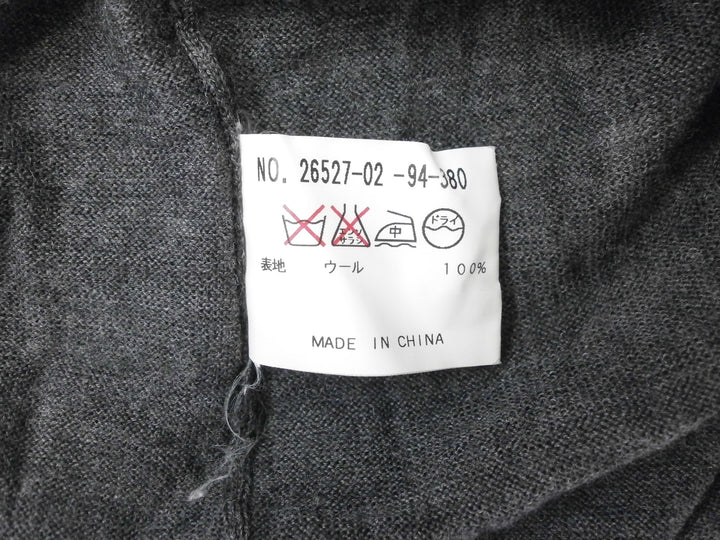 NO. 26527-02 -94-380
エンソ サラシ 中 ドライ
表地 ウール 100%
MADE IN CHINA